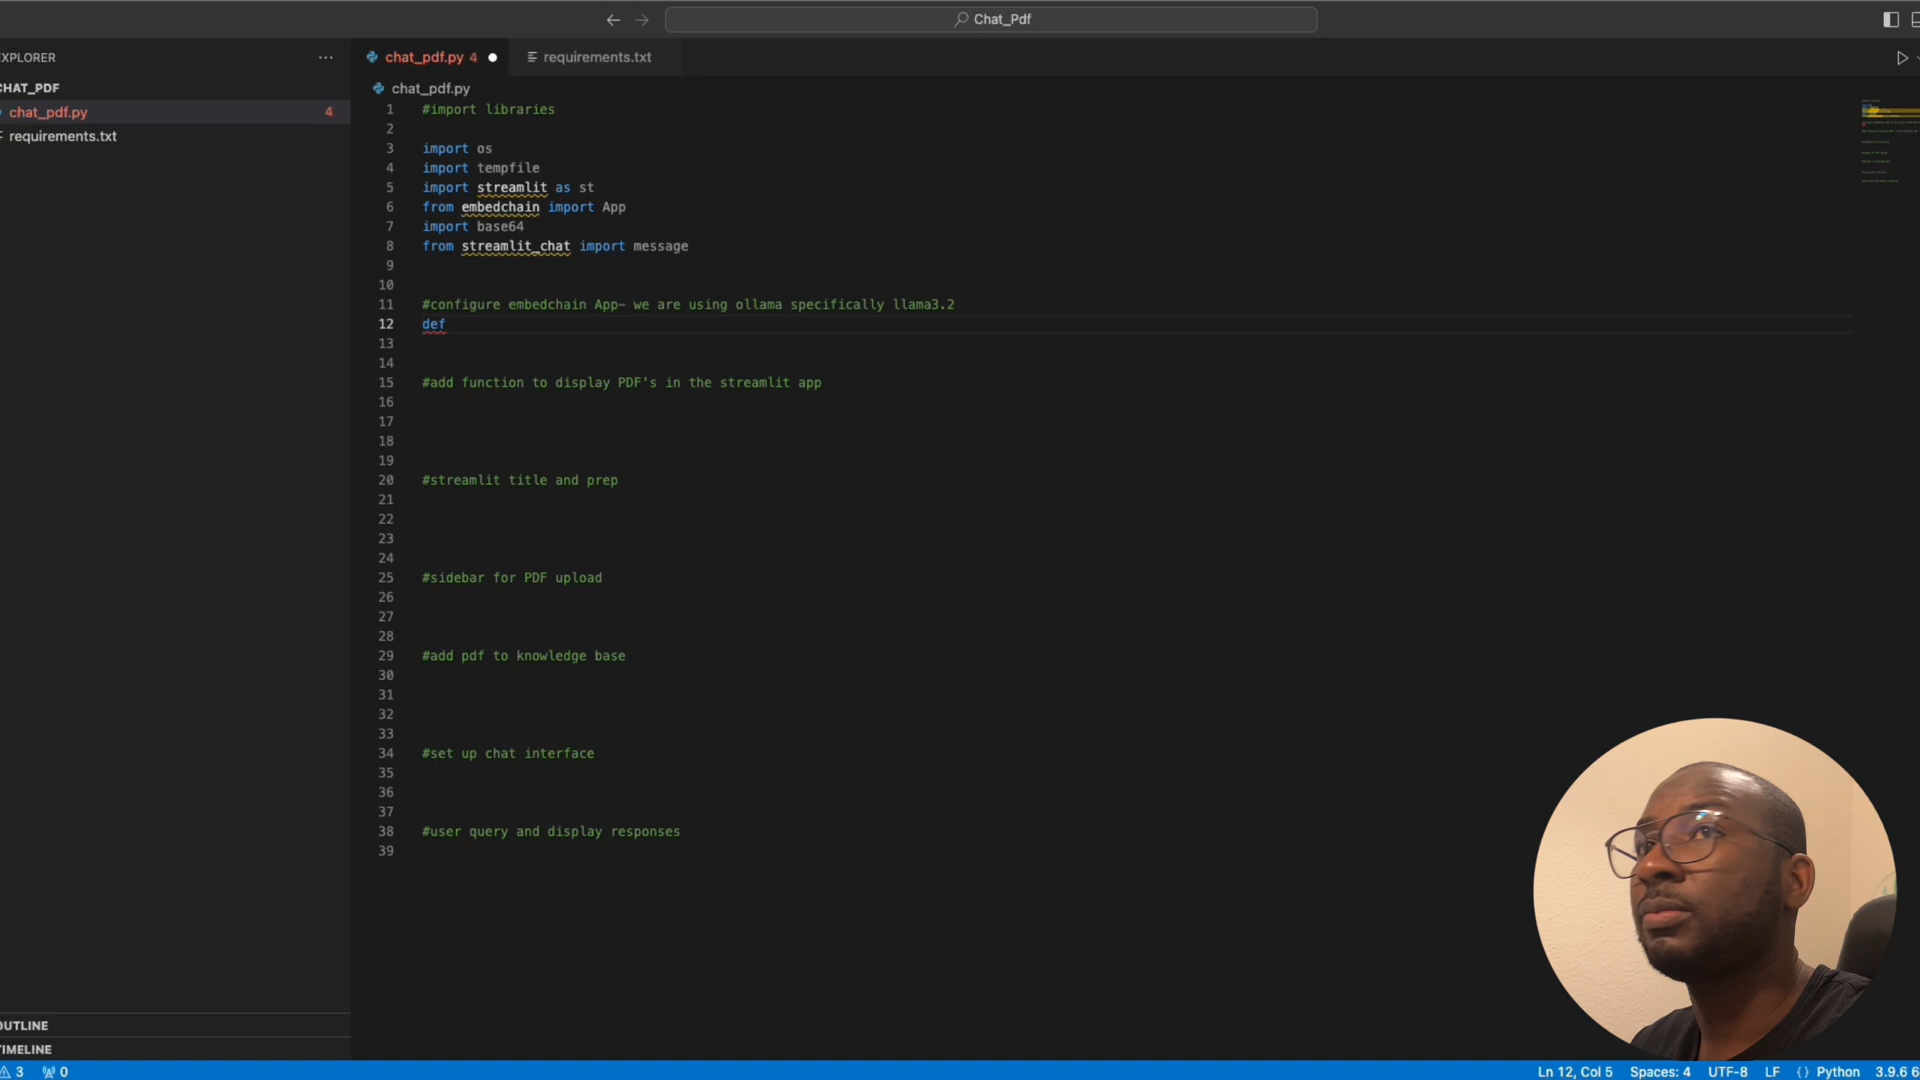 Chat_Pdf
EXPLORER
CHAT_PDF
chat_pdf.py 4
requirements.txt
chat_pdf.py 4
requirements.txt
chat_pdf.py
1 #import libraries
2
3 import os
4 import tempfile
5 import streamlit as st
6 from embedchain import App
7 import base64
8 from streamlit_chat import message
9
10
11 #configure embedchain App- we are using ollama specifically llama3.2
12 def
13
14
15 #add function to display PDF's in the streamlit app
16
17
18
19
20 #streamlit title and prep
21
22
23
24
25 #sidebar for PDF upload
26
27
28
29 #add pdf to knowledge base
30
31
32
33
34 #set up chat interface
35
36
37
38 #user query and display responses
39
OUTLINE
TIMELINE
3 0 Ln 12, Col 5 Spaces: 4 UTF-8 LF {} Python 3.9.6 6